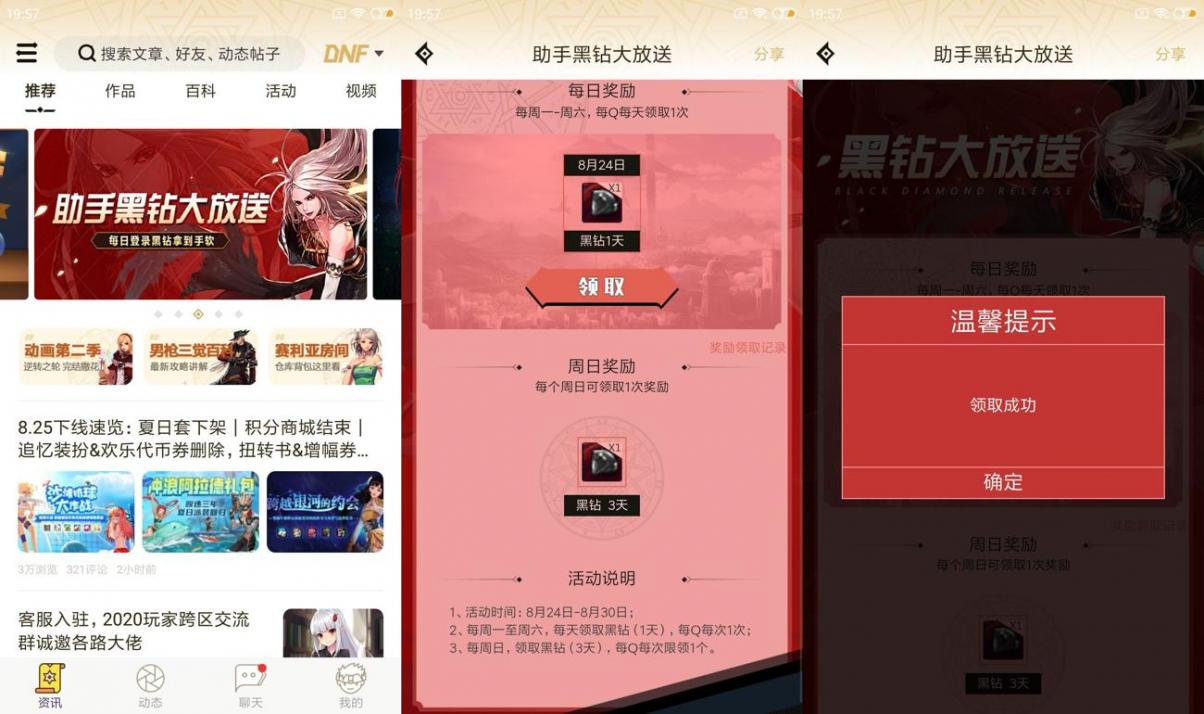 19:57
搜索文章、好友、动态帖子
DNF
推荐
作品
百科
活动
视频
助手黑钻大放送
每日登录黑钻拿到手软
动画第二季
逆转之轮 完结撒花！
男枪三觉百科
最新攻略讲解
赛利亚房间
仓库背包这里看
8.25下线速览：夏日套下架｜积分商城结束｜
追忆装扮&欢乐代币券删除，扭转书&增幅券...
沙滩排球
大作战
冲浪阿拉德礼包
跨越银河的约会
3万浏览 321评论 2小时前
客服入驻，2020玩家跨区交流
群诚邀各路大佬
资讯
动态
聊天
我的
19:57
助手黑钻大放送
分享
每日奖励
每周一-周六，每Q每天领取1次
8月24日
X1
黑钻1天
领取
奖励领取记录
周日奖励
每个周日可领取1次奖励
X1
黑钻 3天
活动说明
1、活动时间：8月24日-8月30日；
2、每周一至周六，每天领取黑钻（1天），每Q每次1次；
3、每周日，领取黑钻（3天），每Q每次限领1个。
19:57
助手黑钻大放送
分享
黑钻大放送
BLACK DIAMOND RELEASE
每日奖励
每周一-周六，每Q每天领取1次
温馨提示
领取成功
确定
奖励领取记录
周日奖励
每个周日可领取1次奖励
X1
黑钻 3天